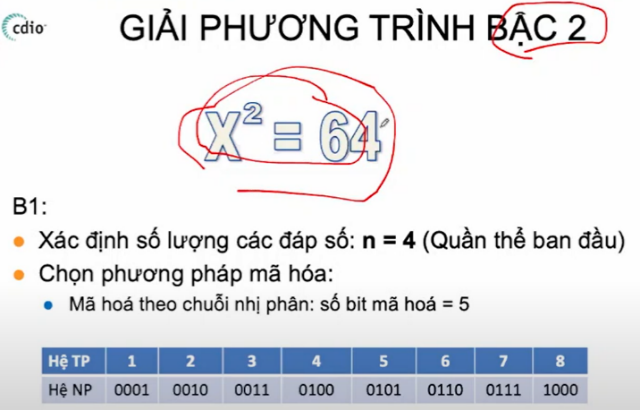 cdio
GIẢI PHƯƠNG TRÌNH BẬC 2
X² = 64
B1:
Xác định số lượng các đáp số: n = 4 (Quần thể ban đầu)
Chọn phương pháp mã hóa:
Mã hoá theo chuỗi nhị phân: số bit mã hoá = 5
Hệ TP 1 2 3 4 5 6 7 8
Hệ NP 0001 0010 0011 0100 0101 0110 0111 1000